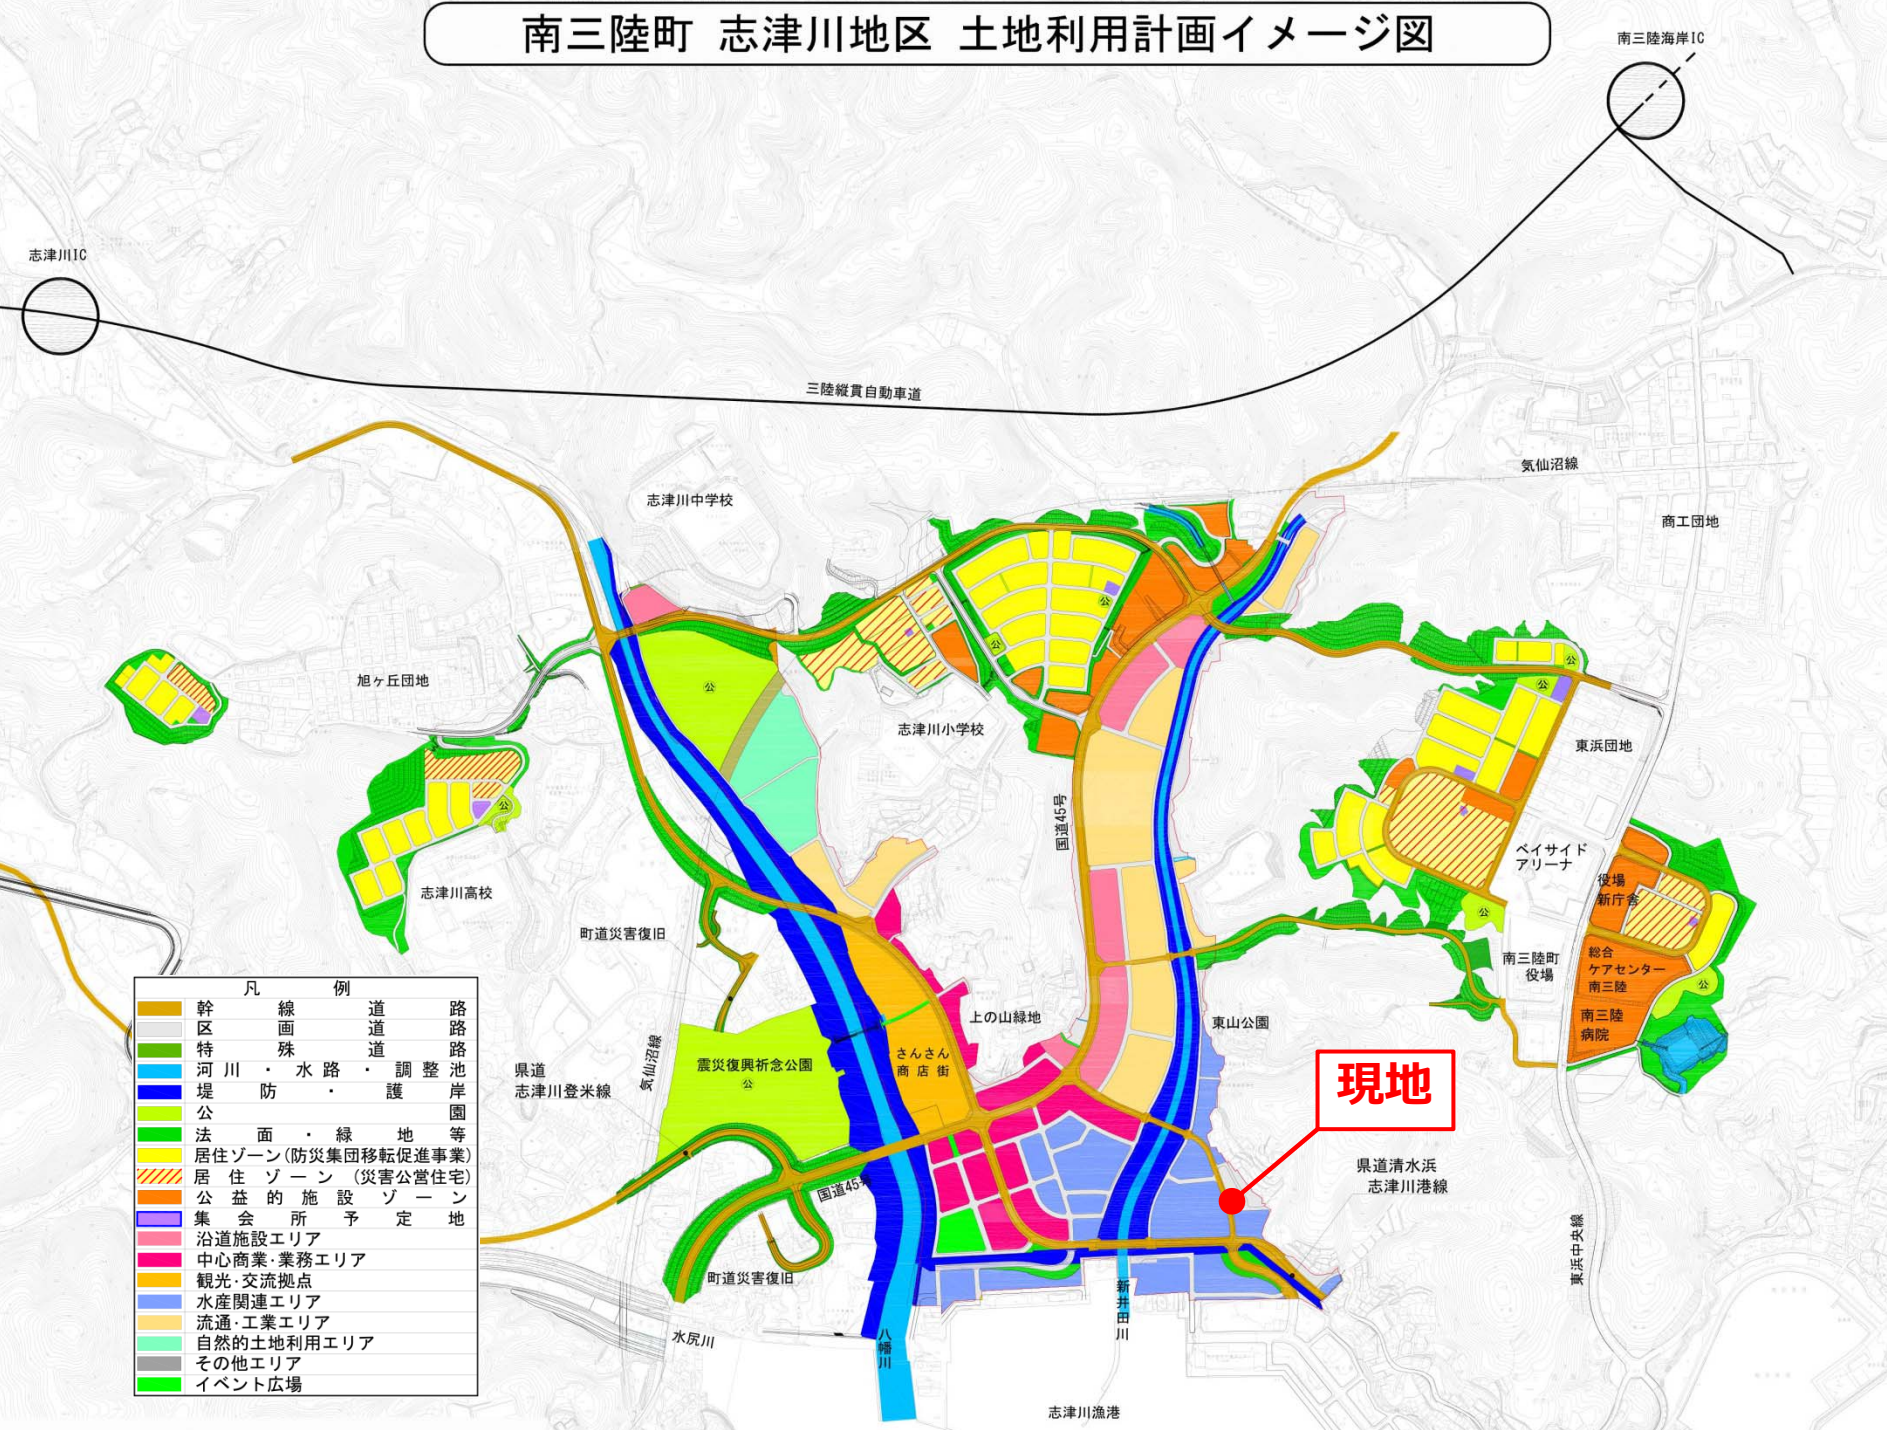 南三陸町 志津川地区 土地利用計画イメージ図
南三陸海岸IC
志津川IC
三陸縦貫自動車道
気仙沼線
志津川中学校
商工団地
公
公
公
旭ヶ丘団地
公
公
公
志津川小学校
東浜団地
国道45号
公
ベイサイド
アリーナ
役場
新庁舎
志津川高校
公
町道災害復旧
南三陸町
役場
総合
ケアセンター
南三陸
公
上の山緑地
東山公園
南三陸
病院
気仙沼線
震災復興祈念公園
公
さんさん
商店街
県道
志津川登米線
現地
県道清水浜
志津川港線
国道45号
東浜中央線
町道災害復旧
水尻川
八幡川
新井田川
志津川漁港
凡例
幹線道路
区画道路
特殊道路
河川・水路・調整池
堤防・護岸
公園
法面・緑地等
居住ゾーン(防災集団移転促進事業)
居住ゾーン(災害公営住宅)
公益的施設ゾーン
集会所予定地
沿道施設エリア
中心商業・業務エリア
観光・交流拠点
水産関連エリア
流通・工業エリア
自然的土地利用エリア
その他エリア
イベント広場